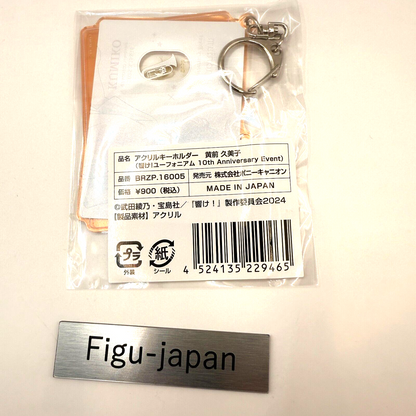 KUMIKO
品名 アクリルキーホルダー 黄前 久美子
(響け!ユーフォニアム 10th Anniversary Event)
品番 BRZP.16005 発売元 株式会社ポニーキャニオン
価格 ¥900(税込) MADE IN JAPAN
©武田綾乃・宝島社/「響け!」製作委員会2024
【製品素材】アクリル
プラ 紙
外装 シール
4 524135 229465
Figu-japan